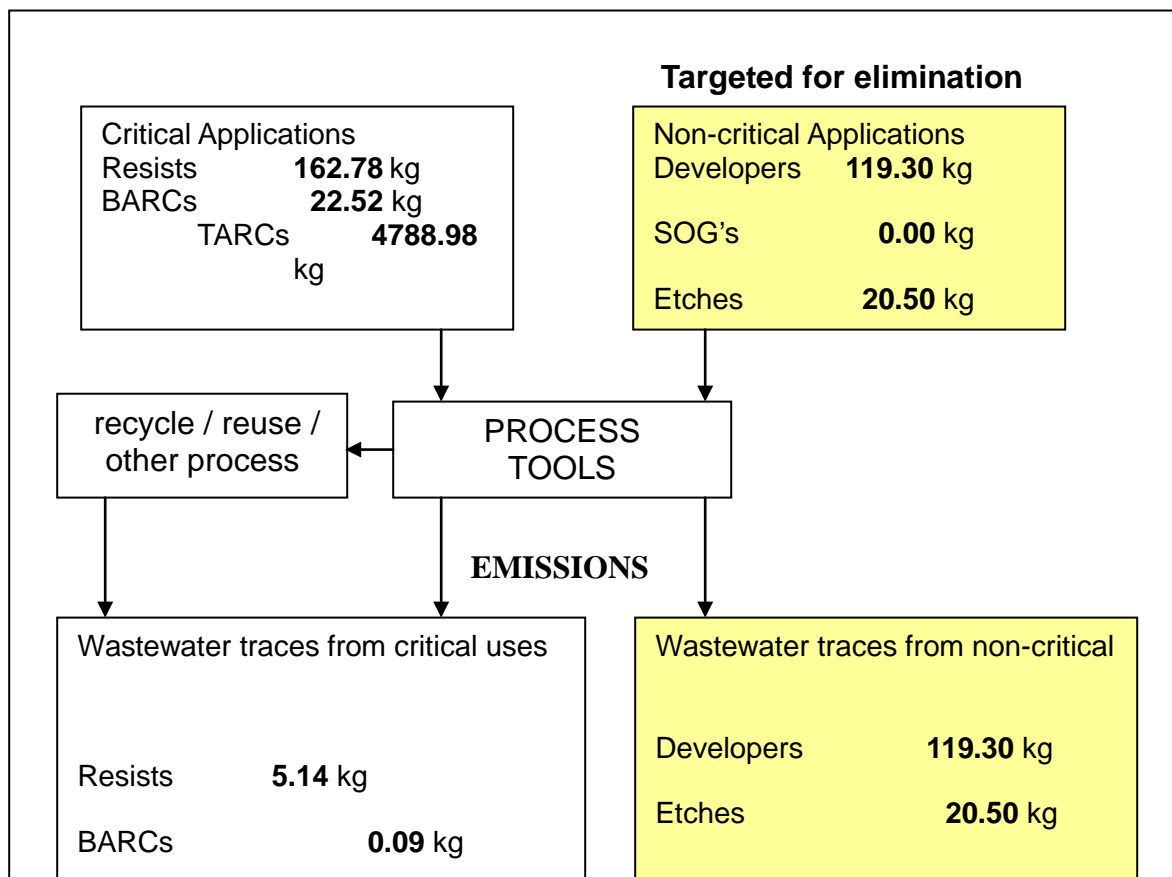 Targeted for elimination
Critical Applications
Resists 162.78 kg
BARCs 22.52 kg
TARCs 4788.98
kg
Non-critical Applications
Developers 119.30 kg
SOG's 0.00 kg
Etches 20.50 kg
recycle / reuse /
other process
PROCESS
TOOLS
EMISSIONS
Wastewater traces from critical uses
Resists 5.14 kg
BARCs 0.09 kg
Wastewater traces from non-critical
Developers 119.30 kg
Etches 20.50 kg